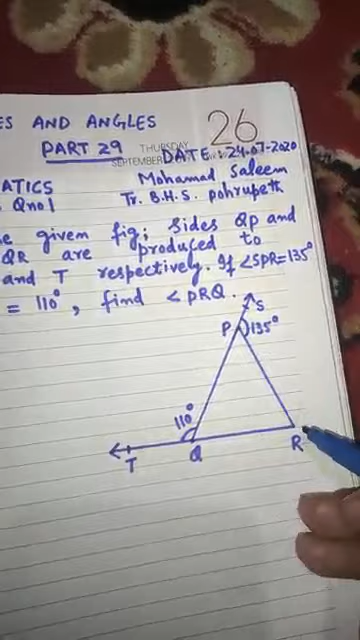 ES AND ANGLES
26
PART 29
THURSDAY
SEPTEMBER
DATE : 24-07-2020
Mohamad Saleem
ATICS
Tr. B.H.S. Pohrupeth
Qno1
e given fig; sides QP and
QR are produced to
and T respectively. If <SPR=135°
= 110°, find <PRQ.
S
P 135°
110°
T Q R